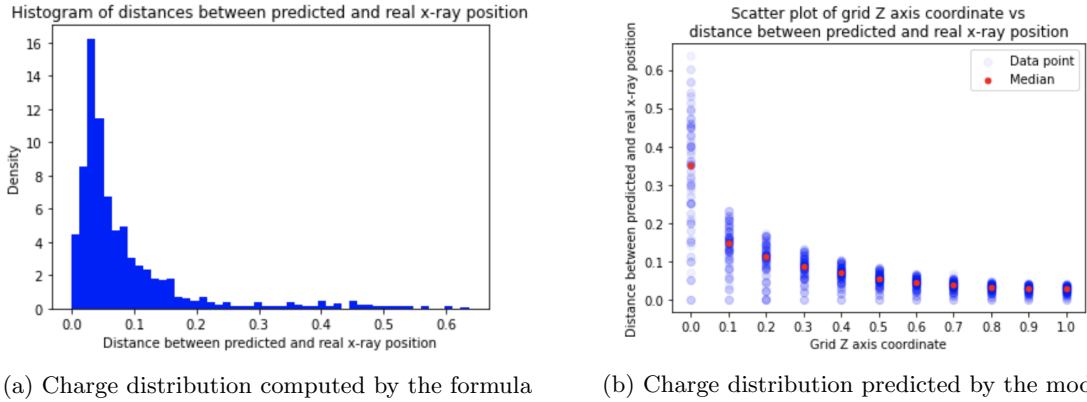 Histogram of distances between predicted and real x-ray position
16
14
12
10
8
6
4
2
0
Density
0.0 0.1 0.2 0.3 0.4 0.5 0.6
Distance between predicted and real x-ray position
(a) Charge distribution computed by the formula
Scatter plot of grid Z axis coordinate vs
distance between predicted and real x-ray position
Data point
Median
0.6
0.5
0.4
0.3
0.2
0.1
0.0
Distance between predicted and real x-ray position
0.0 0.1 0.2 0.3 0.4 0.5 0.6 0.7 0.8 0.9 1.0
Grid Z axis coordinate
(b) Charge distribution predicted by the mod